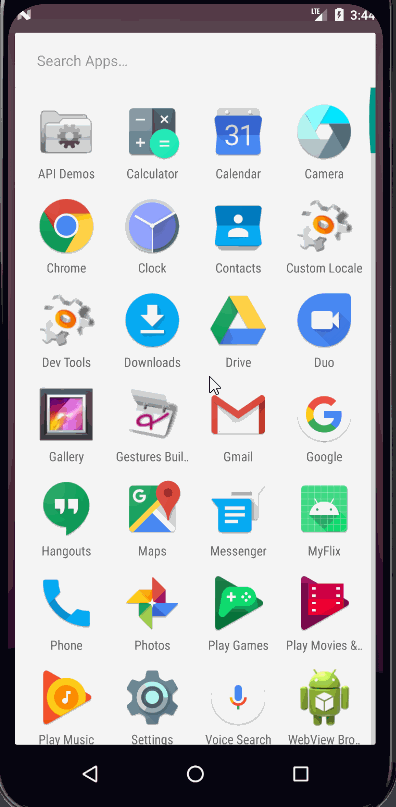 LTE 3:44
Search Apps...
API Demos Calculator Calendar Camera
31
Chrome Clock Contacts Custom Locale
Dev Tools Downloads Drive Duo
Gallery Gestures Buil.. Gmail Google
G
Hangouts Maps Messenger MyFlix
Phone Photos Play Games Play Movies &..
Play Music Settings Voice Search WebView Bro..